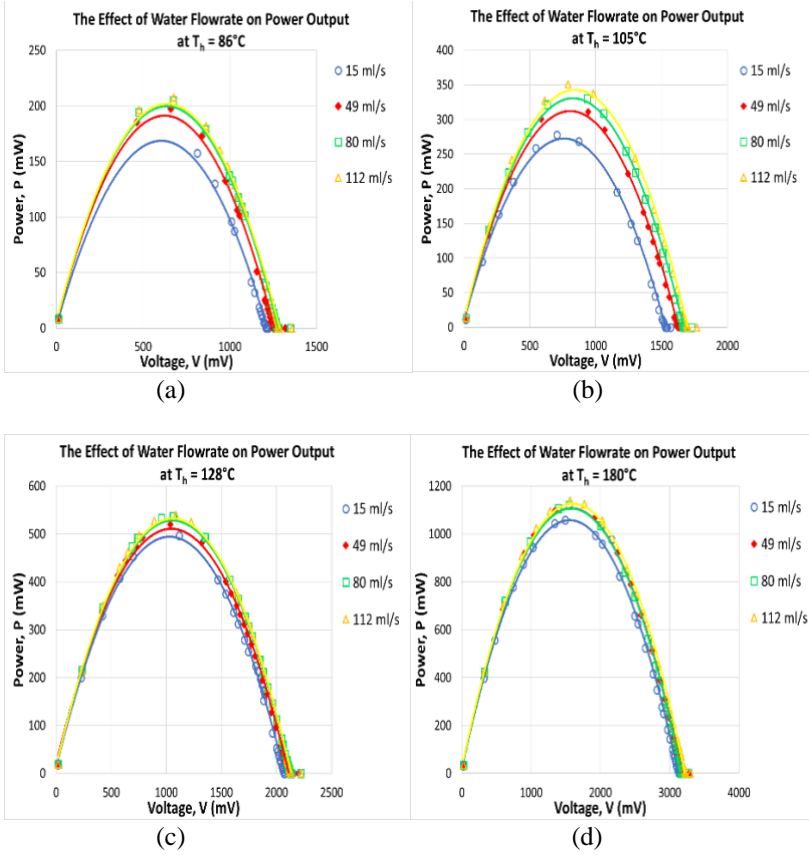 The Effect of Water Flowrate on Power Output
at Th = 86°C
Power, P (mW)
250
200
150
100
50
0
0
500
1000
1500
Voltage, V (mV)
15 ml/s
49 ml/s
80 ml/s
112 ml/s
(a)
The Effect of Water Flowrate on Power Output
at Th = 105°C
Power, P (mW)
400
350
300
250
200
150
100
50
0
0
500
1000
1500
2000
Voltage, V (mV)
15 ml/s
49 ml/s
80 ml/s
112 ml/s
(b)
The Effect of Water Flowrate on Power Output
at Th = 128°C
Power, P (mW)
600
500
400
300
200
100
0
0
500
1000
1500
2000
2500
Voltage, V (mV)
15 ml/s
49 ml/s
80 ml/s
112 ml/s
(c)
The Effect of Water Flowrate on Power Output
at Th = 180°C
Power, P (mW)
1200
1000
800
600
400
200
0
0
1000
2000
3000
4000
Voltage, V (mV)
15 ml/s
49 ml/s
80 ml/s
112 ml/s
(d)